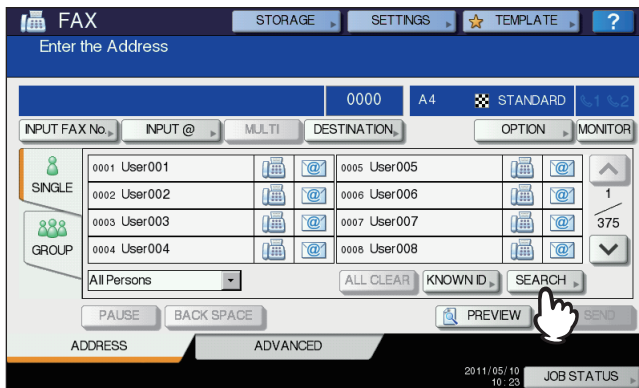 FAX STORAGE SETTINGS TEMPLATE ?
Enter the Address
0000 A4 STANDARD 1 2
INPUT FAX No. INPUT @ MULTI DESTINATION OPTION MONITOR
SINGLE
GROUP
0001 User001 @ 0005 User005 @
0002 User002 @ 0006 User006 @
0003 User003 @ 0007 User007 @
0004 User004 @ 0008 User008 @
1
375
All Persons ALL CLEAR KNOWN ID SEARCH
PAUSE BACK SPACE PREVIEW SEND
ADDRESS ADVANCED
2011/05/10
10:23
JOB STATUS